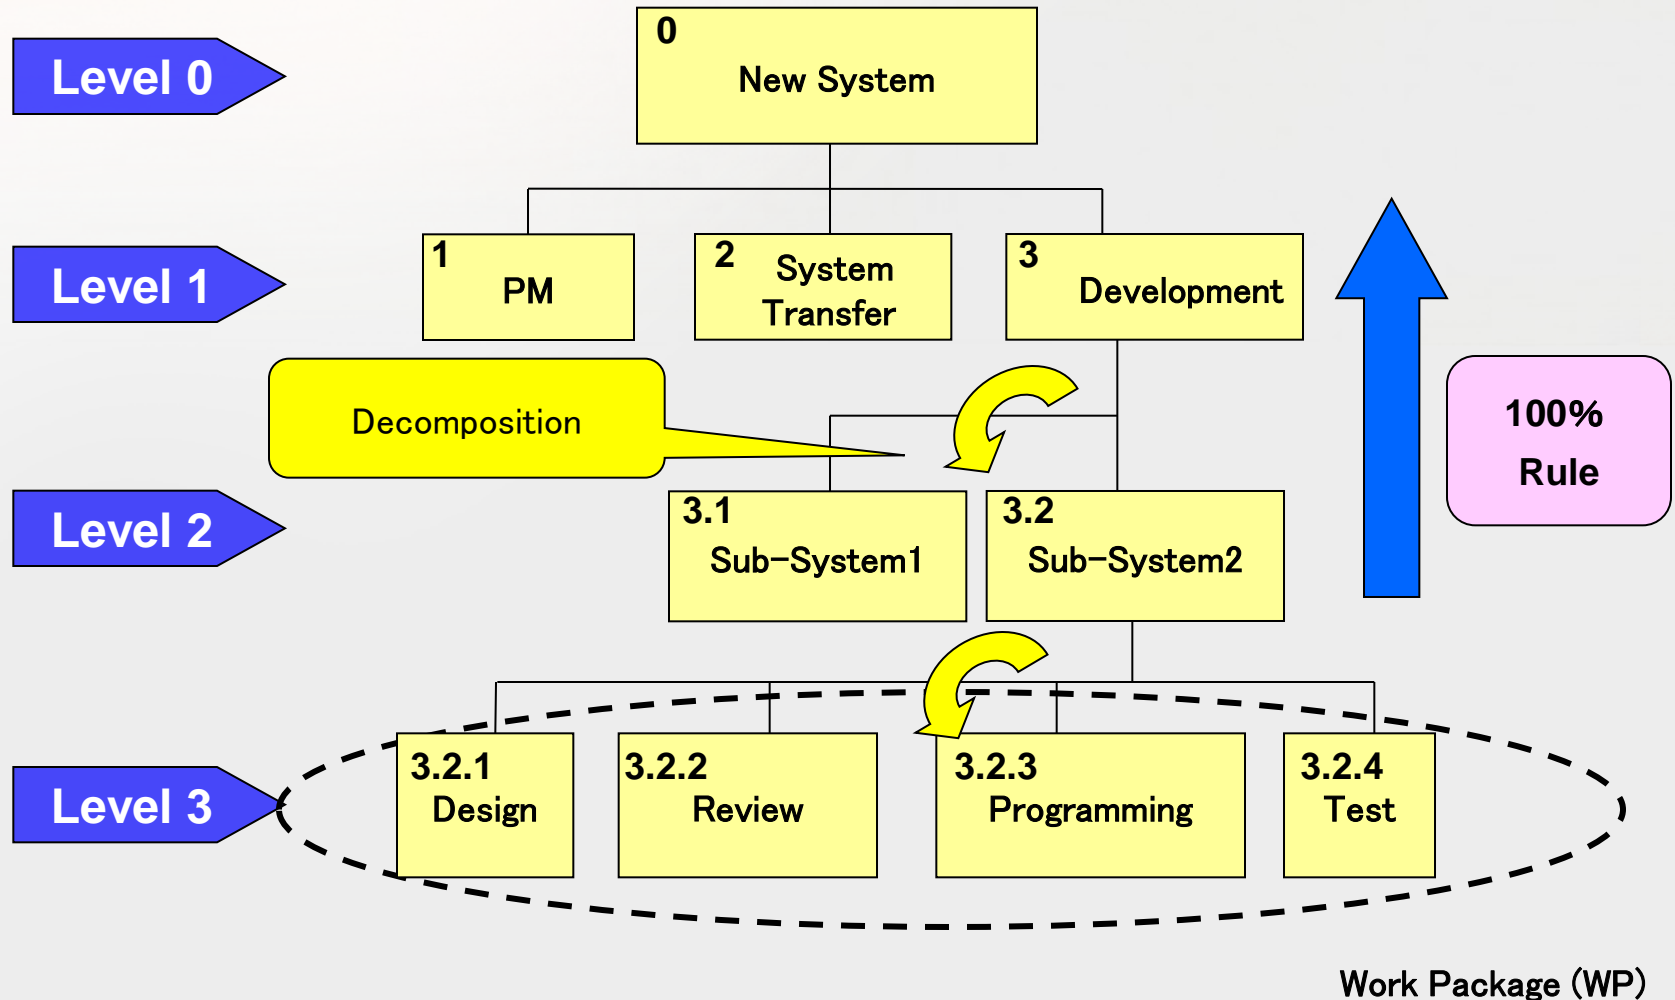 Level 0
0
New System
Level 1
1
PM
2
System
Transfer
3
Development
Decomposition
100%
Rule
Level 2
3.1
Sub-System1
3.2
Sub-System2
Level 3
3.2.1
Design
3.2.2
Review
3.2.3
Programming
3.2.4
Test
Work Package (WP)